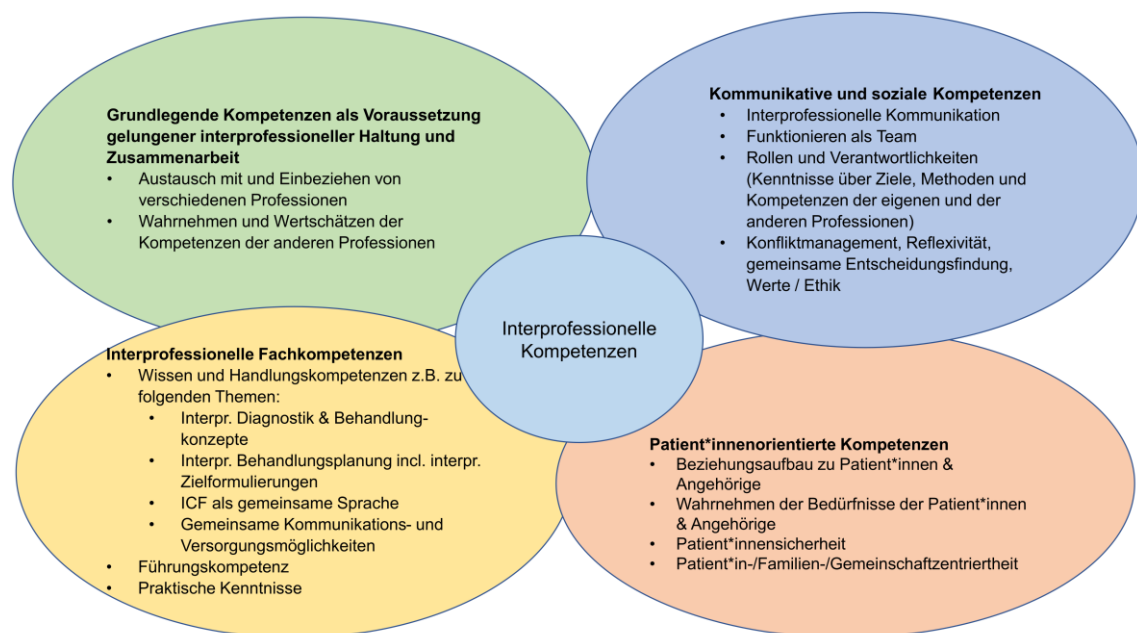 Grundlegende Kompetenzen als Voraussetzung
gelungener interprofessioneller Haltung und
Zusammenarbeit
• Austausch mit und Einbeziehen von
verschiedenen Professionen
• Wahrnehmen und Wertschätzen der
Kompetenzen der anderen Professionen
Kommunikative und soziale Kompetenzen
• Interprofessionelle Kommunikation
• Funktionieren als Team
• Rollen und Verantwortlichkeiten
(Kenntnisse über Ziele, Methoden und
Kompetenzen der eigenen und der
anderen Professionen)
• Konfliktmanagement, Reflexivität,
gemeinsame Entscheidungsfindung,
Werte / Ethik
Interprofessionelle
Kompetenzen
Interprofessionelle Fachkompetenzen
• Wissen und Handlungskompetenzen z.B. zu
folgenden Themen:
• Interpr. Diagnostik & Behandlung-
konzepte
• Interpr. Behandlungsplanung incl. interpr.
Zielformulierungen
• ICF als gemeinsame Sprache
• Gemeinsame Kommunikations- und
Versorgungsmöglichkeiten
• Führungskompetenz
• Praktische Kenntnisse
Patient*innenorientierte Kompetenzen
• Beziehungsaufbau zu Patient*innen &
Angehörige
• Wahrnehmen der Bedürfnisse der Patient*innen
& Angehörige
• Patient*innensicherheit
• Patient*in-/Familien-/Gemeinschaftzentriertheit